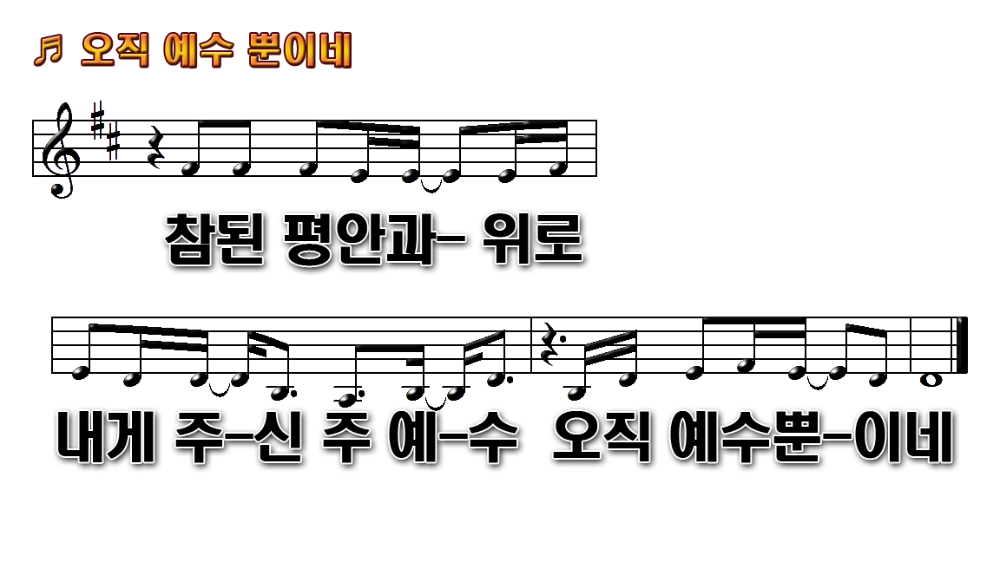 ♬ 오직 예수 뿐이네
참된 평안과- 위로
내게 주-신 주 예-수 오직 예수뿐-이네